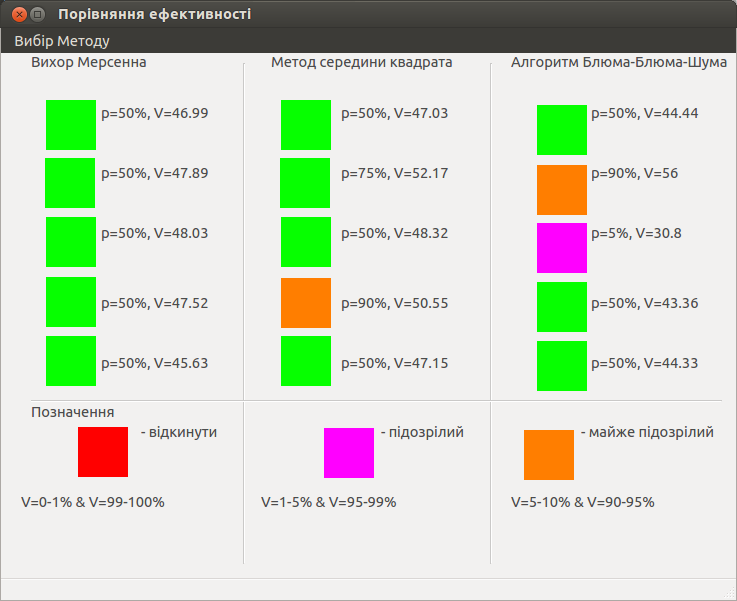 Порівняння ефективності
Вибір Методу
Вихор Мерсенна
p=50%, V=46.99
p=50%, V=47.89
p=50%, V=48.03
p=50%, V=47.52
p=50%, V=45.63
Метод середини квадрата
p=50%, V=47.03
p=75%, V=52.17
p=50%, V=48.32
p=90%, V=50.55
p=50%, V=47.15
Алгоритм Блюма-Блюма-Шума
p=50%, V=44.44
p=90%, V=56
p=5%, V=30.8
p=50%, V=43.36
p=50%, V=44.33
Позначення
- відкинути
V=0-1% & V=99-100%
- підозрілий
V=1-5% & V=95-99%
- майже підозрілий
V=5-10% & V=90-95%